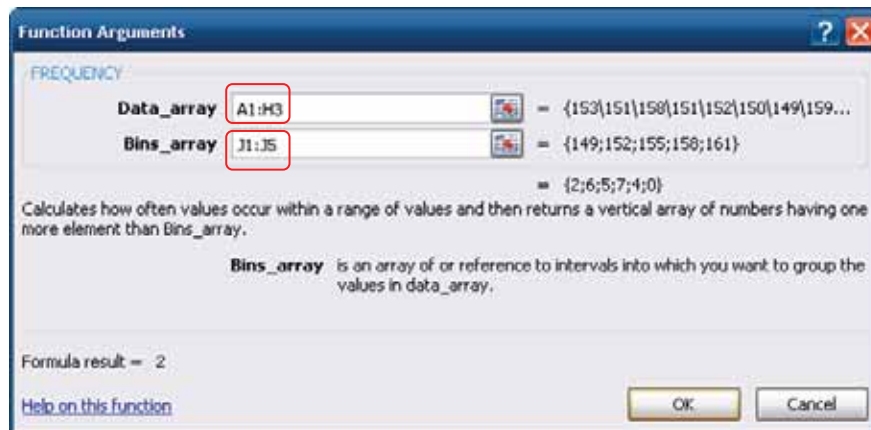 Function Arguments
FREQUENCY
Data_array A1:H3 = {153\151\158\151\152\150\149\159...
Bins_array J1:J5 = {149;152;155;158;161}
= {2;6;5;7;4;0}
Calculates how often values occur within a range of values and then returns a vertical array of numbers having one
more element than Bins_array.
Bins_array is an array of or reference to intervals into which you want to group the
values in data_array.
Formula result = 2
Help on this function
OK Cancel